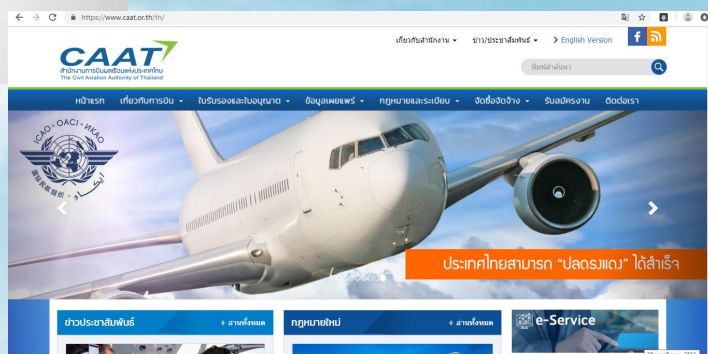 https://www.caat.or.th/th/
เกี่ยวกับสำนักงาน
ข่าว/ประชาสัมพันธ์
English Version
CAAT
สำนักงานการบินพลเรือนแห่งประเทศไทย
The Civil Aviation Authority of Thailand
พิมพ์คำค้นหา
หน้าแรก เกี่ยวกับการบิน ใบรับรองและใบอนุญาต ข้อมูลเผยแพร่ กฎหมายและระเบียบ จัดซื้อจัดจ้าง รับสมัครงาน ติดต่อเรา
ICAO · OACI · ИКАО
ประเทศไทยสามารถ "ปลดธงแดง" ได้สำเร็จ
ข่าวประชาสัมพันธ์ + อ่านทั้งหมด
กฎหมายใหม่ + อ่านทั้งหมด
e-Service